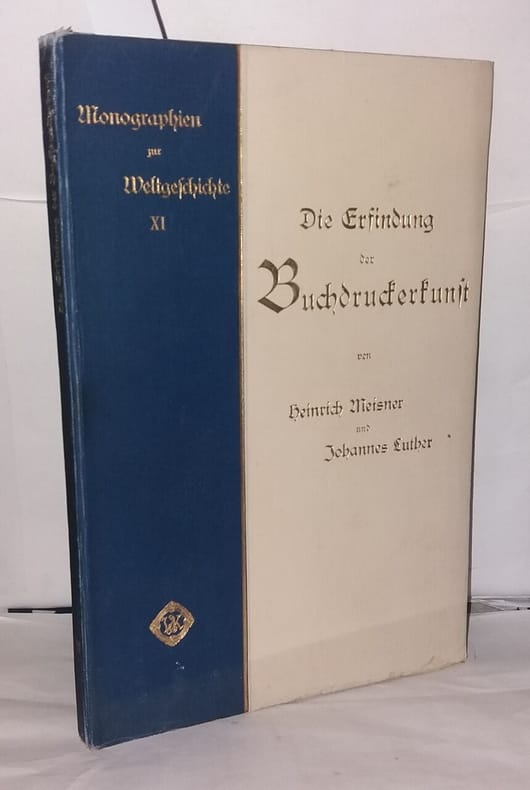 Monographien
zur
Weltgeschichte
XI
Die Erfindung
der
Buchdruckerkunst
von
Heinrich Meisner
und
Johannes Luther